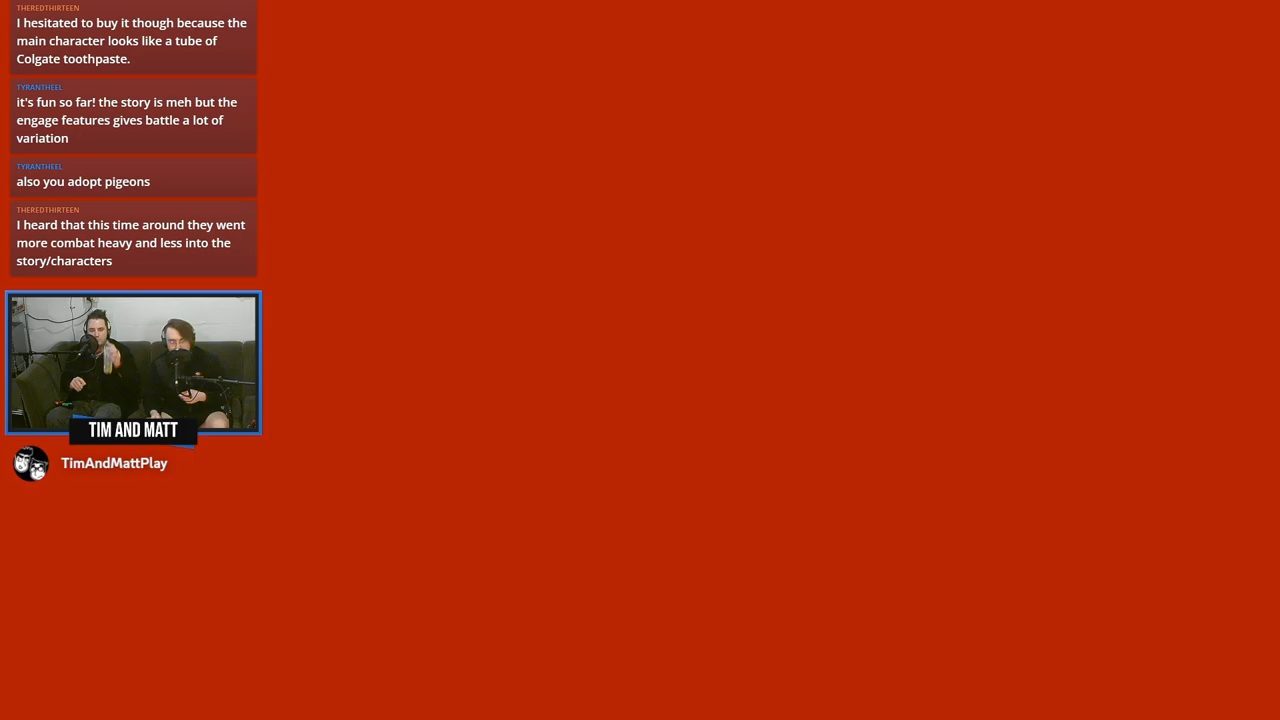 THEREDTHIRTEEN
I hesitated to buy it though because the
main character looks like a tube of
Colgate toothpaste.
TYRANTHEEL
it's fun so far! the story is meh but the
engage features gives battle a lot of
variation
TYRANTHEEL
also you adopt pigeons
THEREDTHIRTEEN
I heard that this time around they went
more combat heavy and less into the
story/characters
TIM AND MATT
TimAndMattPlay